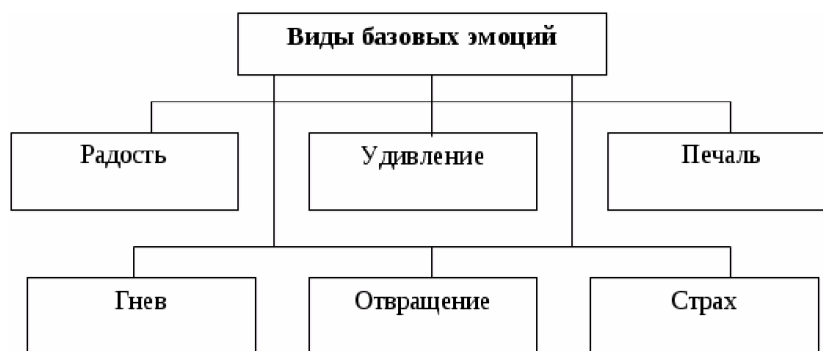 Виды базовых эмоций
Радость
Удивление
Печаль
Гнев
Отвращение
Страх